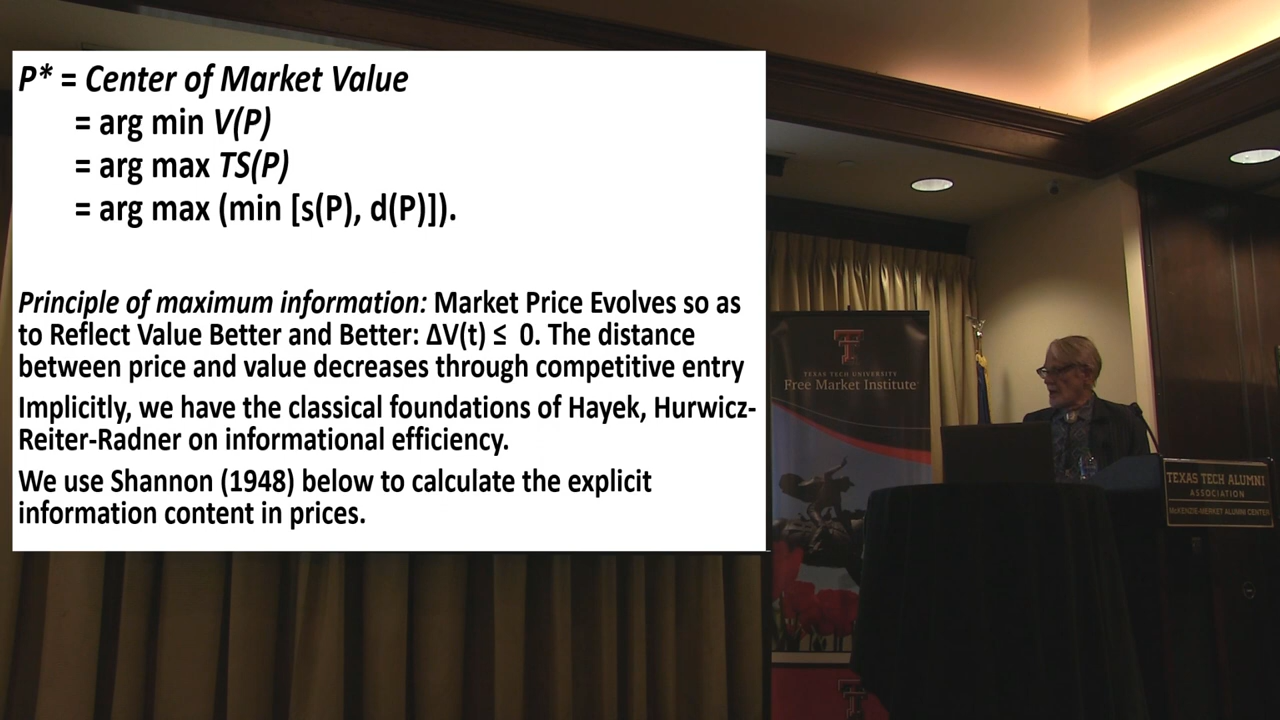 P* = Center of Market Value
= arg min V(P)
= arg max TS(P)
= arg max (min [s(P), d(P)]).
Principle of maximum information: Market Price Evolves so as
to Reflect Value Better and Better: ΔV(t) ≤ 0. The distance
between price and value decreases through competitive entry
Implicitly, we have the classical foundations of Hayek, Hurwicz-
Reiter-Radner on informational efficiency.
We use Shannon (1948) below to calculate the explicit
information content in prices.
TEXAS TECH UNIVERSITY
Free Market Institute
TEXAS TECH ALUMNI
ASSOCIATION
McKENZIE-MERKET ALUMNI CENTER